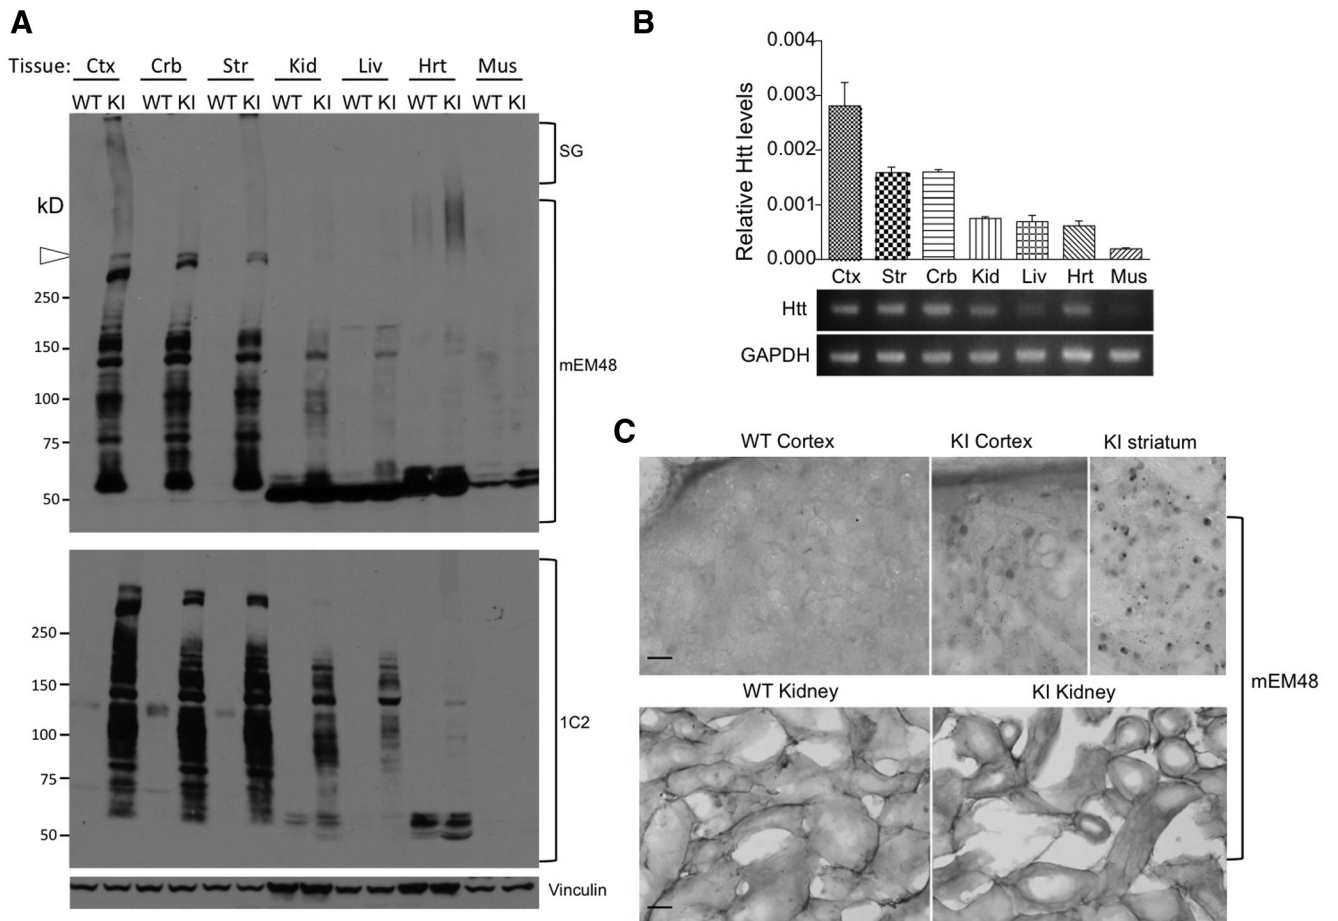 A
Tissue: Ctx Crb Str Kid Liv Hrt Mus
WT KI WT KI WT KI WT KI WT KI WT KI WT KI
SG
kD
250
150
mEM48
100
75
50
250
150
1C2
100
75
50
Vinculin
B
Relative Htt levels
0.004
0.003
0.002
0.001
0.000
Ctx Str Crb Kid Liv Hrt Mus
Htt
GAPDH
C
WT Cortex KI Cortex KI striatum
WT Kidney KI Kidney
mEM48